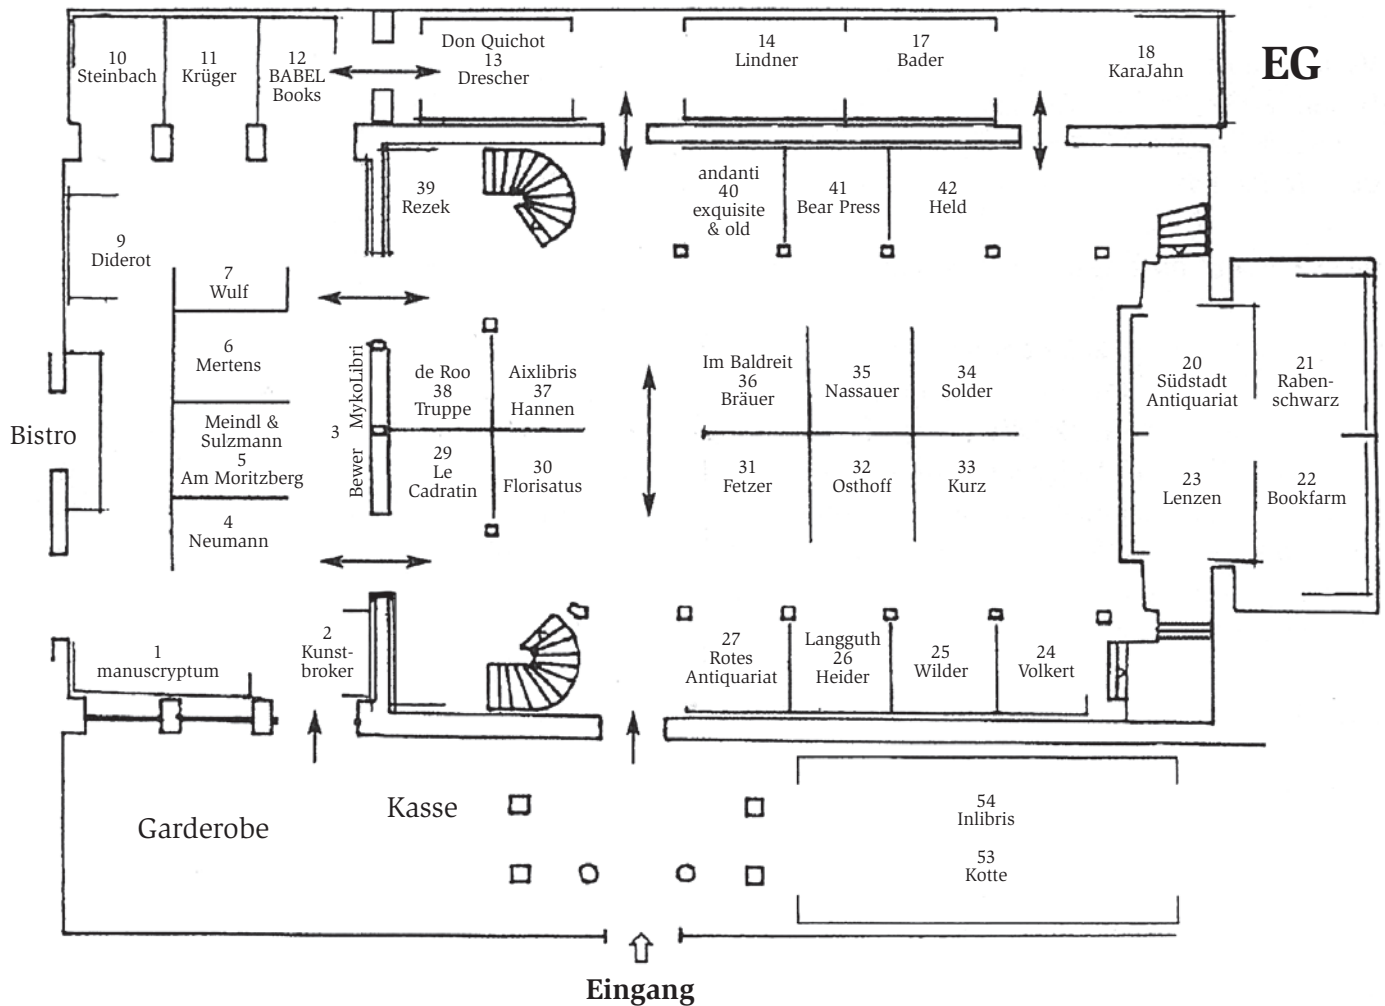 EG
10
Steinbach
11
Krüger
12
BABEL
Books
Don Quichot
13
Drescher
14
Lindner
17
Bader
18
KaraJahn
39
Rezek
andanti
40
exquisite
& old
41
Bear Press
42
Held
9
Diderot
7
Wulf
6
Mertens
Meindl &
Sulzmann
5
Am Moritzberg
4
Neumann
Bistro
3
MykoLibri
Bewer
de Roo
38
Truppe
Aixlibris
37
Hannen
29
Le
Cadratin
30
Florisatus
Im Baldreit
36
Bräuer
35
Nassauer
34
Solder
31
Fetzer
32
Osthoff
33
Kurz
20
Südstadt
Antiquariat
21
Raben-
schwarz
23
Lenzen
22
Bookfarm
1
manuscryptum
2
Kunst-
broker
27
Rotes
Antiquariat
Langguth
26
Heider
25
Wilder
24
Volkert
Garderobe
Kasse
54
Inlibris
53
Kotte
Eingang